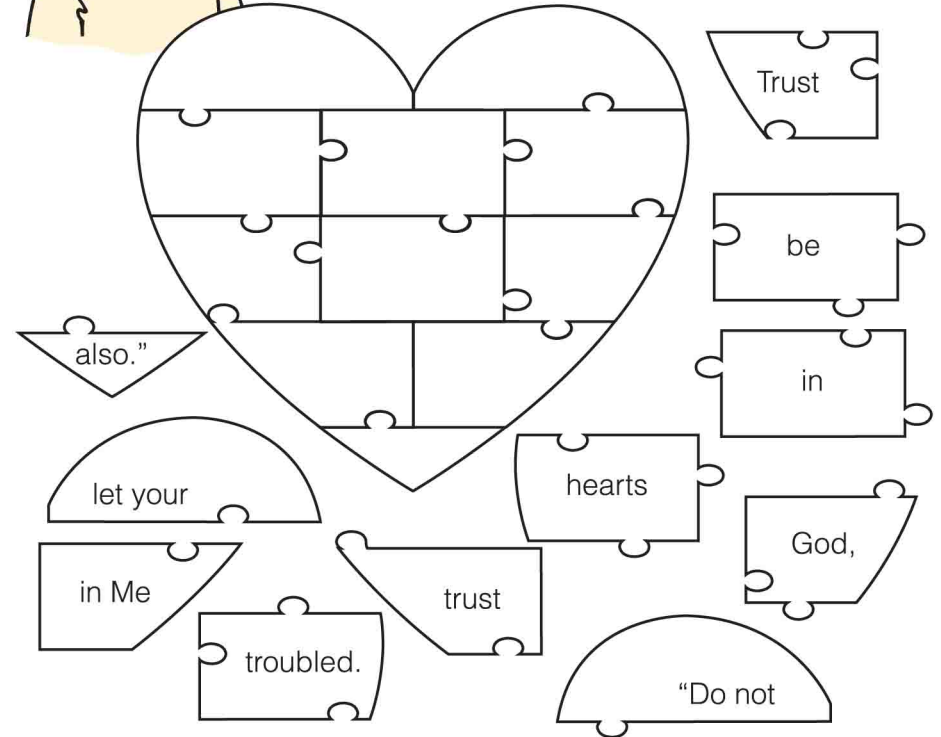 Trust
be
also.”
in
let your
hearts
God,
in Me
trust
troubled.
“Do not